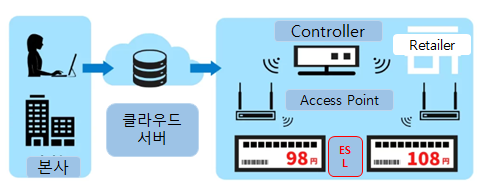 Controller
Retailer
Access Point
클라우드
서버
본사
ES
L
98円
108円